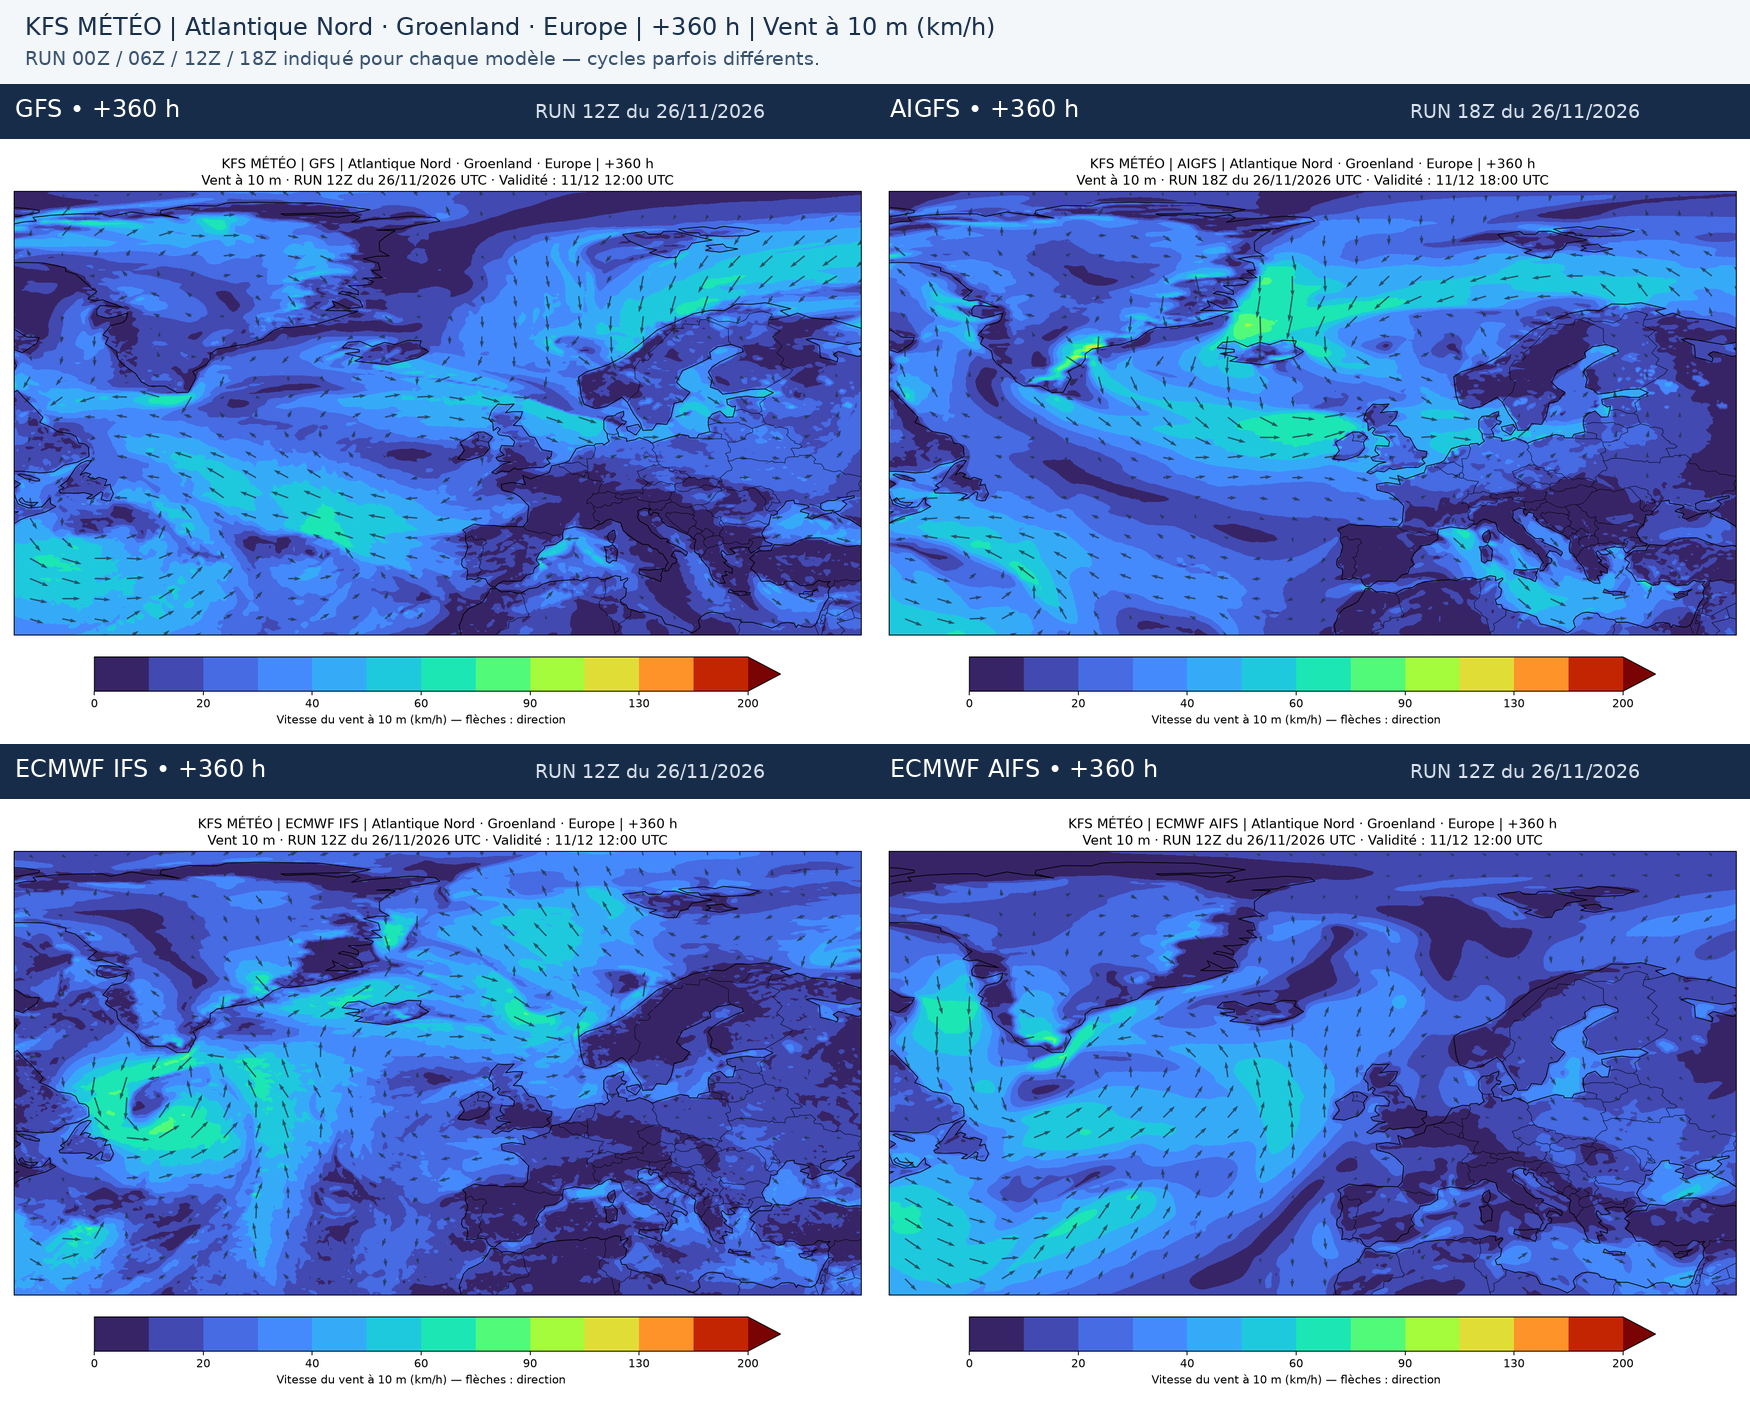 KFS MÉTÉO | Atlantique Nord · Groenland · Europe | +360 h | Vent à 10 m (km/h)
RUN 00Z / 06Z / 12Z / 18Z indiqué pour chaque modèle — cycles parfois différents.
GFS • +360 h RUN 12Z du 26/11/2026
KFS MÉTÉO | GFS | Atlantique Nord · Groenland · Europe | +360 h
Vent à 10 m · RUN 12Z du 26/11/2026 UTC · Validité : 11/12 12:00 UTC
0 20 40 60 90 130 200
Vitesse du vent à 10 m (km/h) — flèches : direction
AIGFS • +360 h RUN 18Z du 26/11/2026
KFS MÉTÉO | AIGFS | Atlantique Nord · Groenland · Europe | +360 h
Vent à 10 m · RUN 18Z du 26/11/2026 UTC · Validité : 11/12 18:00 UTC
0 20 40 60 90 130 200
Vitesse du vent à 10 m (km/h) — flèches : direction
ECMWF IFS • +360 h RUN 12Z du 26/11/2026
KFS MÉTÉO | ECMWF IFS | Atlantique Nord · Groenland · Europe | +360 h
Vent 10 m · RUN 12Z du 26/11/2026 UTC · Validité : 11/12 12:00 UTC
0 20 40 60 90 130 200
Vitesse du vent à 10 m (km/h) — flèches : direction
ECMWF AIFS • +360 h RUN 12Z du 26/11/2026
KFS MÉTÉO | ECMWF AIFS | Atlantique Nord · Groenland · Europe | +360 h
Vent 10 m · RUN 12Z du 26/11/2026 UTC · Validité : 11/12 12:00 UTC
0 20 40 60 90 130 200
Vitesse du vent à 10 m (km/h) — flèches : direction